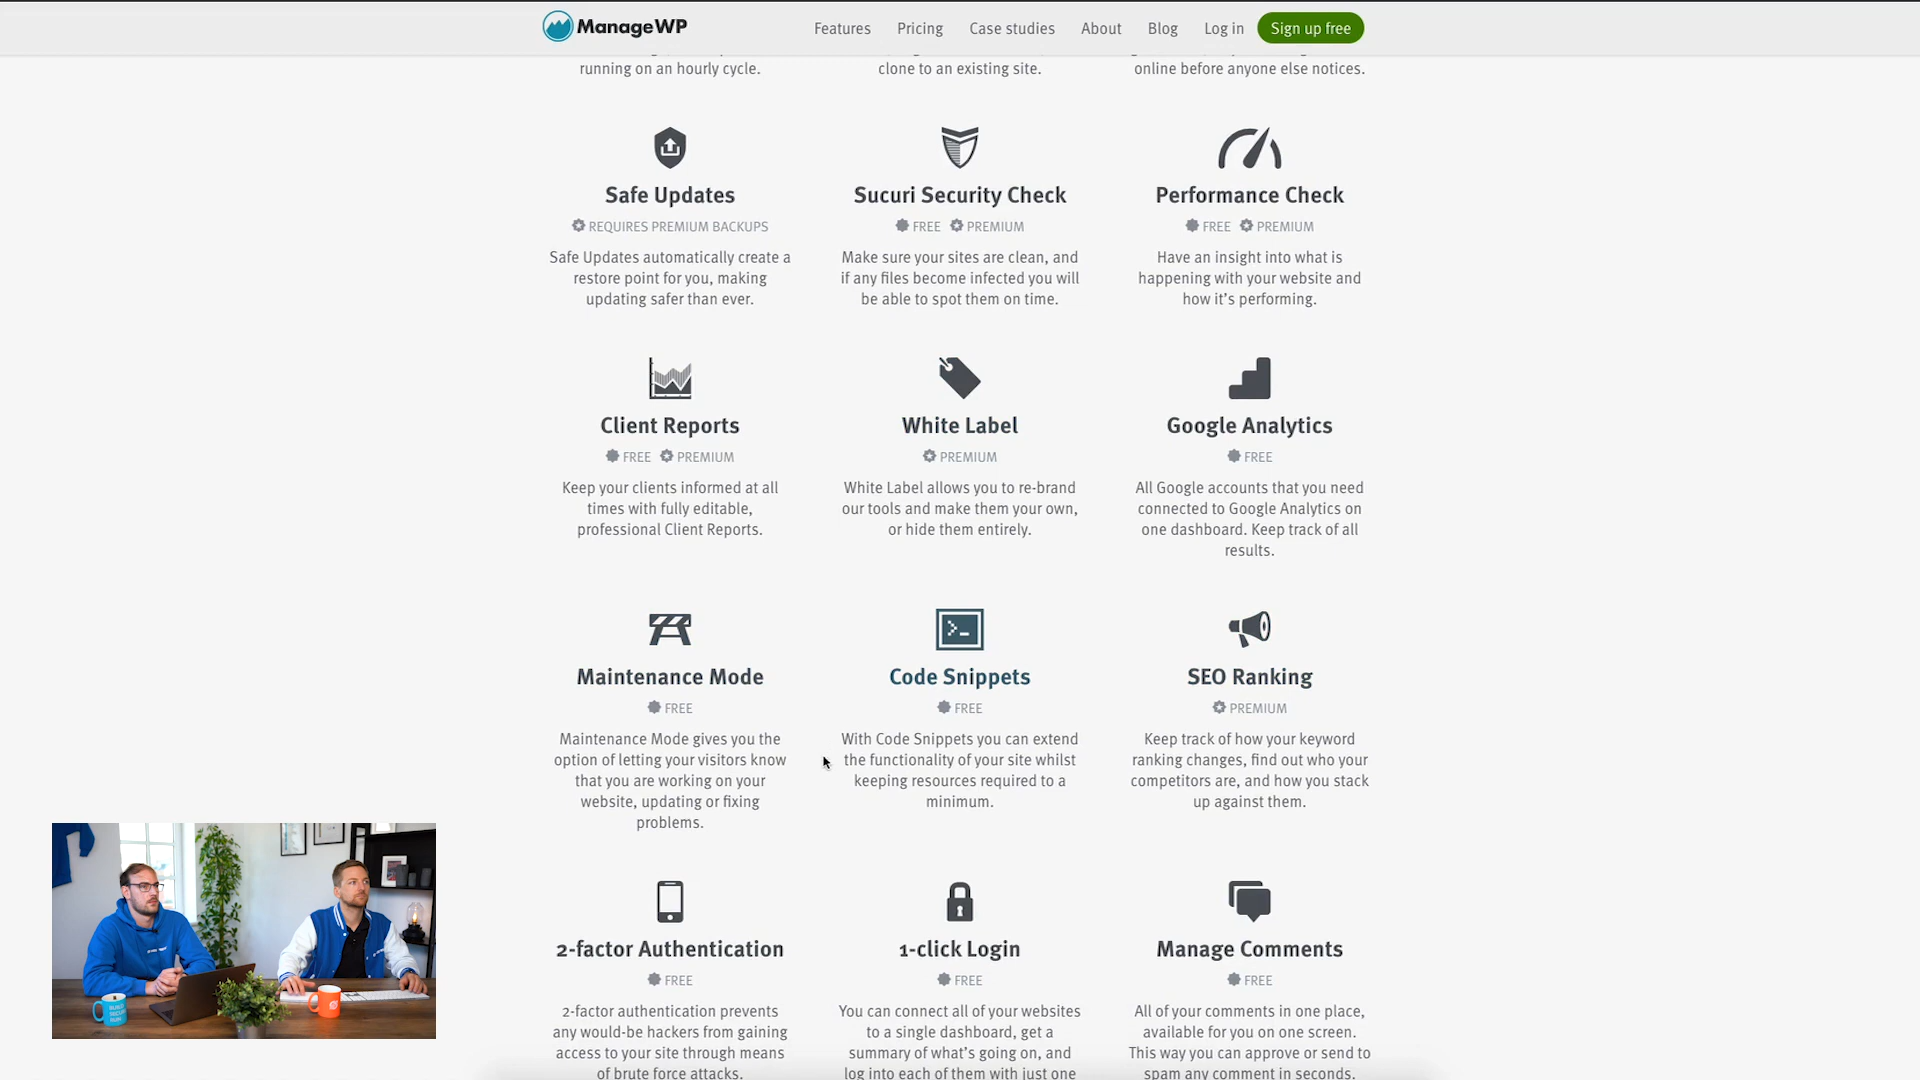 ManageWP
Features
Pricing
Case studies
About
Blog
Log in
Sign up free
running on an hourly cycle.
clone to an existing site.
online before anyone else notices.
Safe Updates
REQUIRES PREMIUM BACKUPS
Safe Updates automatically create a
restore point for you, making
updating safer than ever.
Sucuri Security Check
FREE PREMIUM
Make sure your sites are clean, and
if any files become infected you will
be able to spot them on time.
Performance Check
FREE PREMIUM
Have an insight into what is
happening with your website and
how it’s performing.
Client Reports
FREE PREMIUM
Keep your clients informed at all
times with fully editable,
professional Client Reports.
White Label
PREMIUM
White Label allows you to re-brand
our tools and make them your own,
or hide them entirely.
Google Analytics
FREE
All Google accounts that you need
connected to Google Analytics on
one dashboard. Keep track of all
results.
Maintenance Mode
FREE
Maintenance Mode gives you the
option of letting your visitors know
that you are working on your
website, updating or fixing
problems.
Code Snippets
FREE
With Code Snippets you can extend
the functionality of your site whilst
keeping resources required to a
minimum.
SEO Ranking
PREMIUM
Keep track of how your keyword
ranking changes, find out who your
competitors are, and how you stack
up against them.
2-factor Authentication
FREE
2-factor authentication prevents
any would-be hackers from gaining
access to your site through means
of brute force attacks.
1-click Login
FREE
You can connect all of your websites
to a single dashboard, get a
summary of what’s going on, and
log into each of them with just one
Manage Comments
FREE
All of your comments in one place,
available for you on one screen.
This way you can approve or send to
spam any comment in seconds.